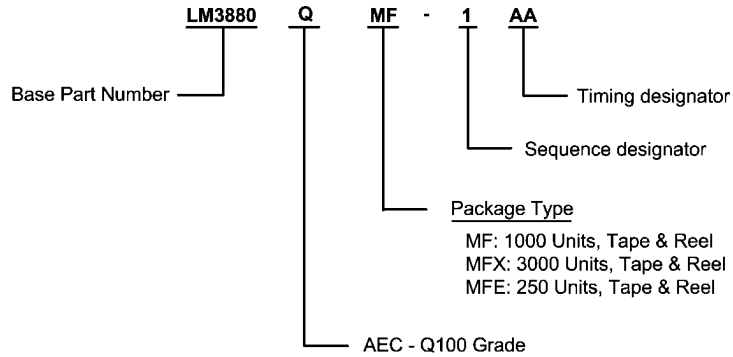 LM3880 Q MF - 1 AA
Base Part Number
Timing designator
Sequence designator
Package Type
MF: 1000 Units, Tape & Reel
MFX: 3000 Units, Tape & Reel
MFE: 250 Units, Tape & Reel
AEC - Q100 Grade